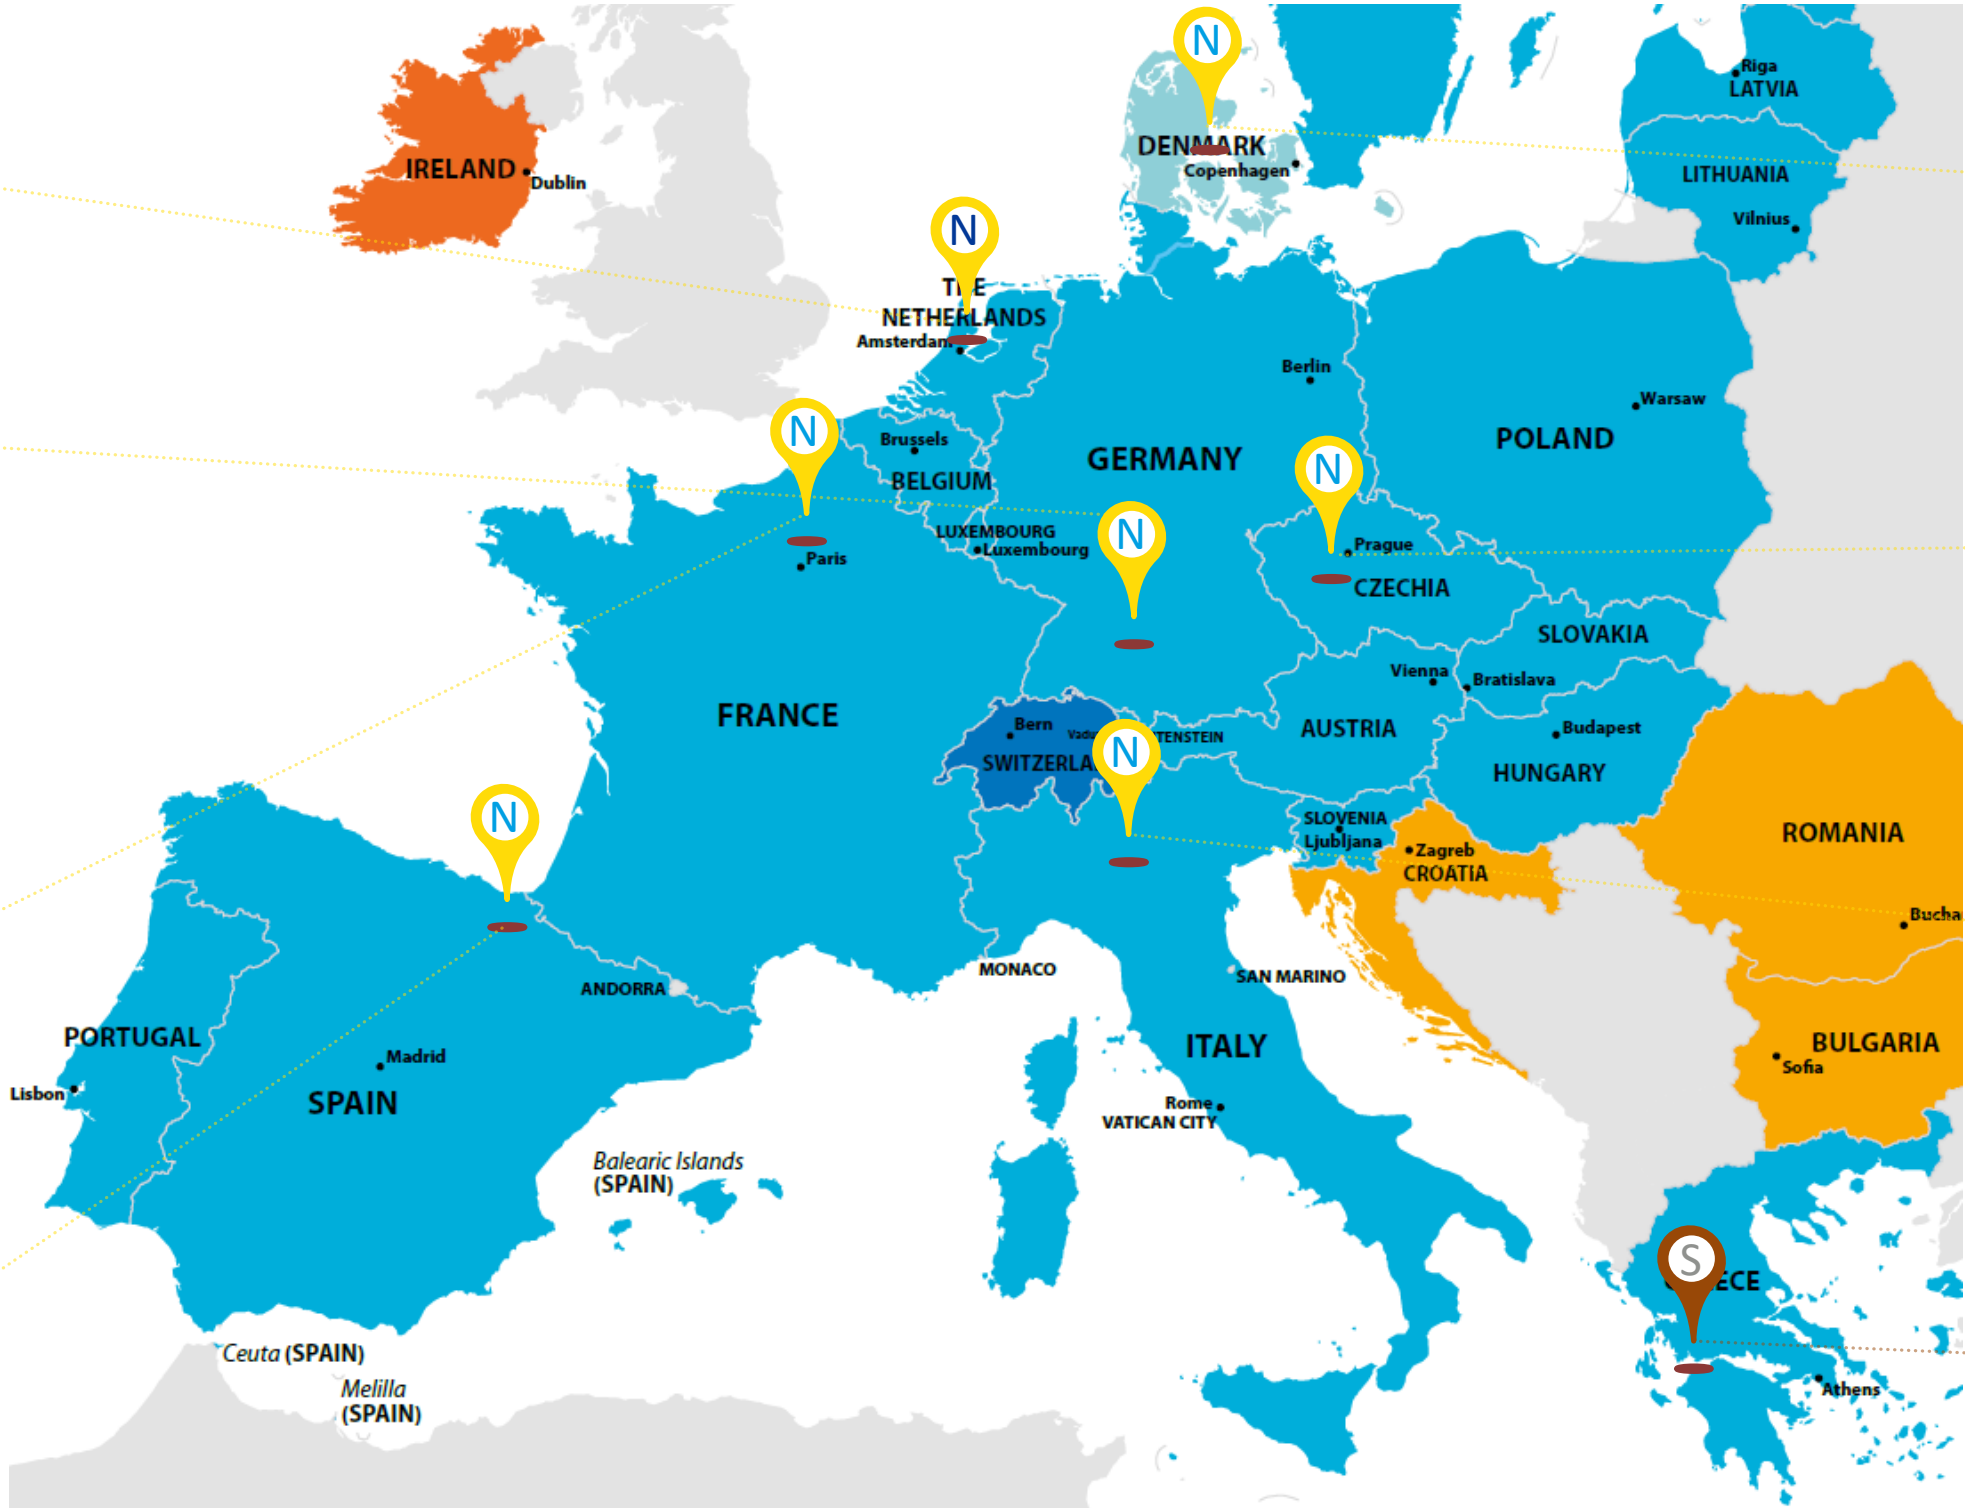 N
Riga
LATVIA
DENMARK
Copenhagen
IRELAND
Dublin
LITHUANIA
Vilnius
N
THE
NETHERLANDS
Amsterdam
Berlin
Warsaw
N
Brussels
GERMANY
POLAND
BELGIUM
N
N
LUXEMBOURG
Luxembourg
Prague
Paris
CZECHIA
SLOVAKIA
Vienna
Bratislava
FRANCE
Bern
AUSTRIA
Budapest
TENSTEIN
N
SWITZERLA
HUNGARY
N
SLOVENIA
Ljubljana
Zagreb
CROATIA
ROMANIA
Bucha
MONACO
SAN MARINO
ANDORRA
PORTUGAL
Madrid
ITALY
BULGARIA
Sofia
Lisbon
SPAIN
Rome
VATICAN CITY
Balearic Islands
(SPAIN)
S
ECE
Ceuta (SPAIN)
Melilla
(SPAIN)
Athens